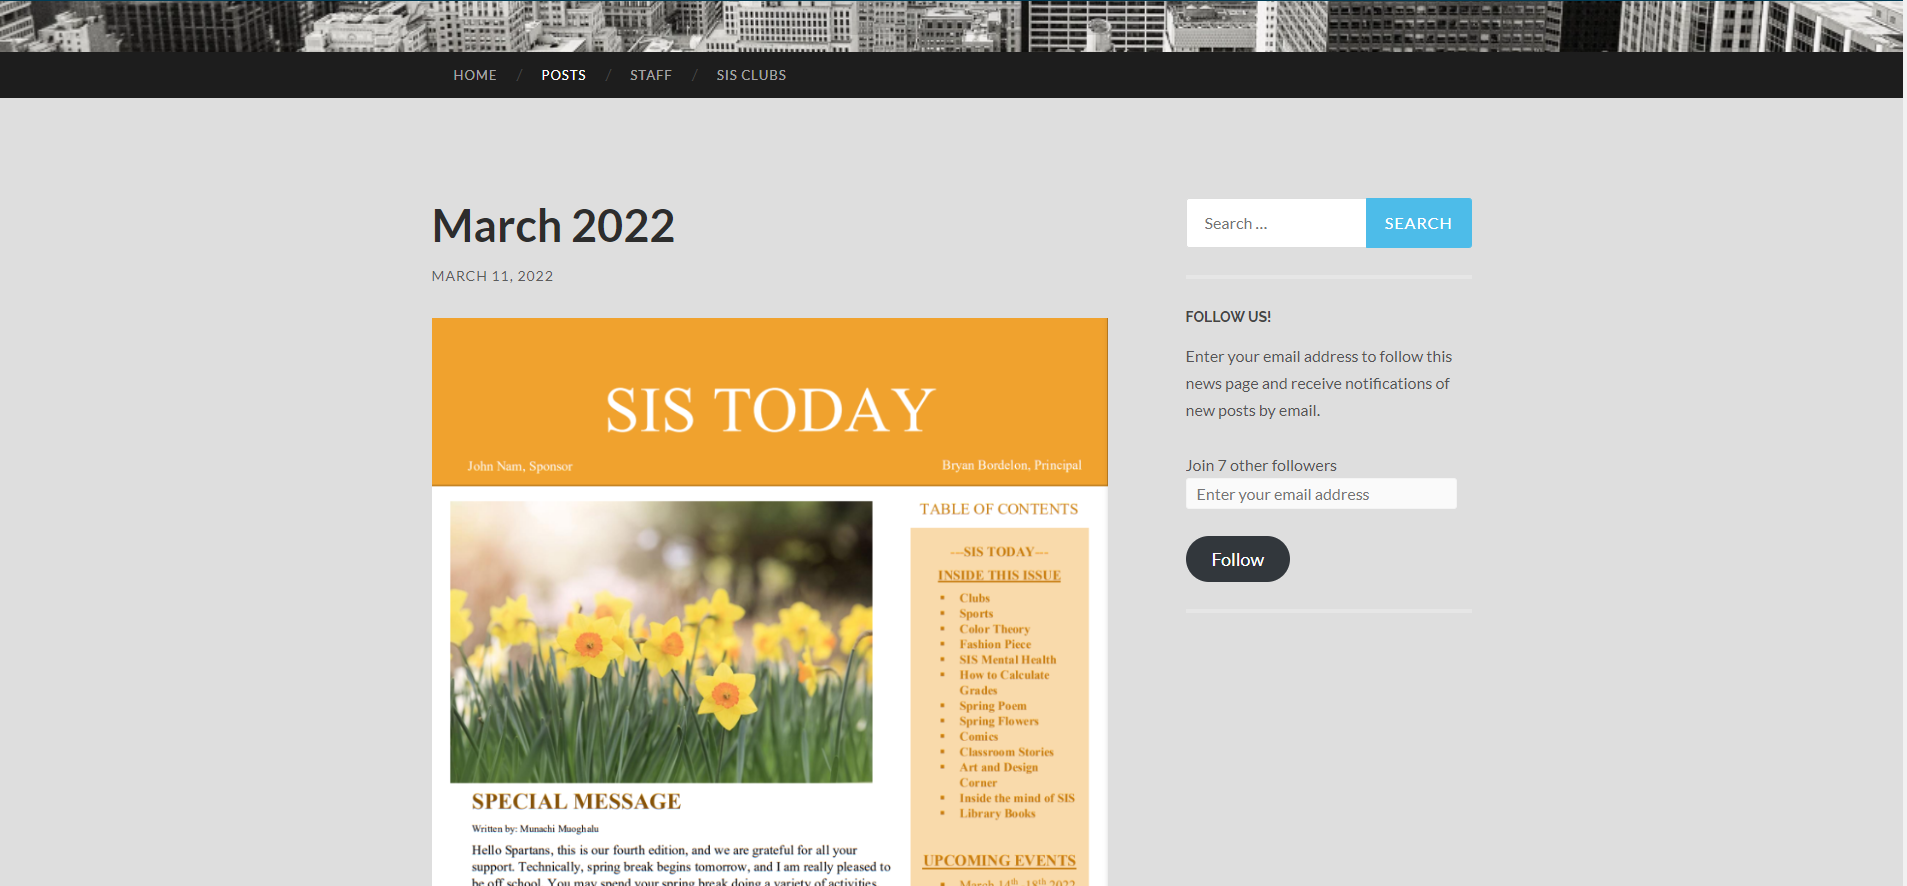 HOME / POSTS / STAFF / SIS CLUBS
March 2022
MARCH 11, 2022
SIS TODAY
John Nam, Sponsor
Bryan Bordelon, Principal
SPECIAL MESSAGE
Written by: Munachi Muoghalu
Hello Spartans, this is our fourth edition, and we are grateful for all your
support. Technically, spring break begins tomorrow, and I am really pleased to
be off school. You may spend your spring break doing a variety of activities
TABLE OF CONTENTS
---SIS TODAY---
INSIDE THIS ISSUE
▪ Clubs
▪ Sports
▪ Color Theory
▪ Fashion Piece
▪ SIS Mental Health
▪ How to Calculate
Grades
▪ Spring Poem
▪ Spring Flowers
▪ Comics
▪ Classroom Stories
▪ Art and Design
Corner
▪ Inside the mind of SIS
▪ Library Books
UPCOMING EVENTS
▪ March 14th -18th 2022
Search …
SEARCH
FOLLOW US!
Enter your email address to follow this
news page and receive notifications of
new posts by email.
Join 7 other followers
Enter your email address
Follow